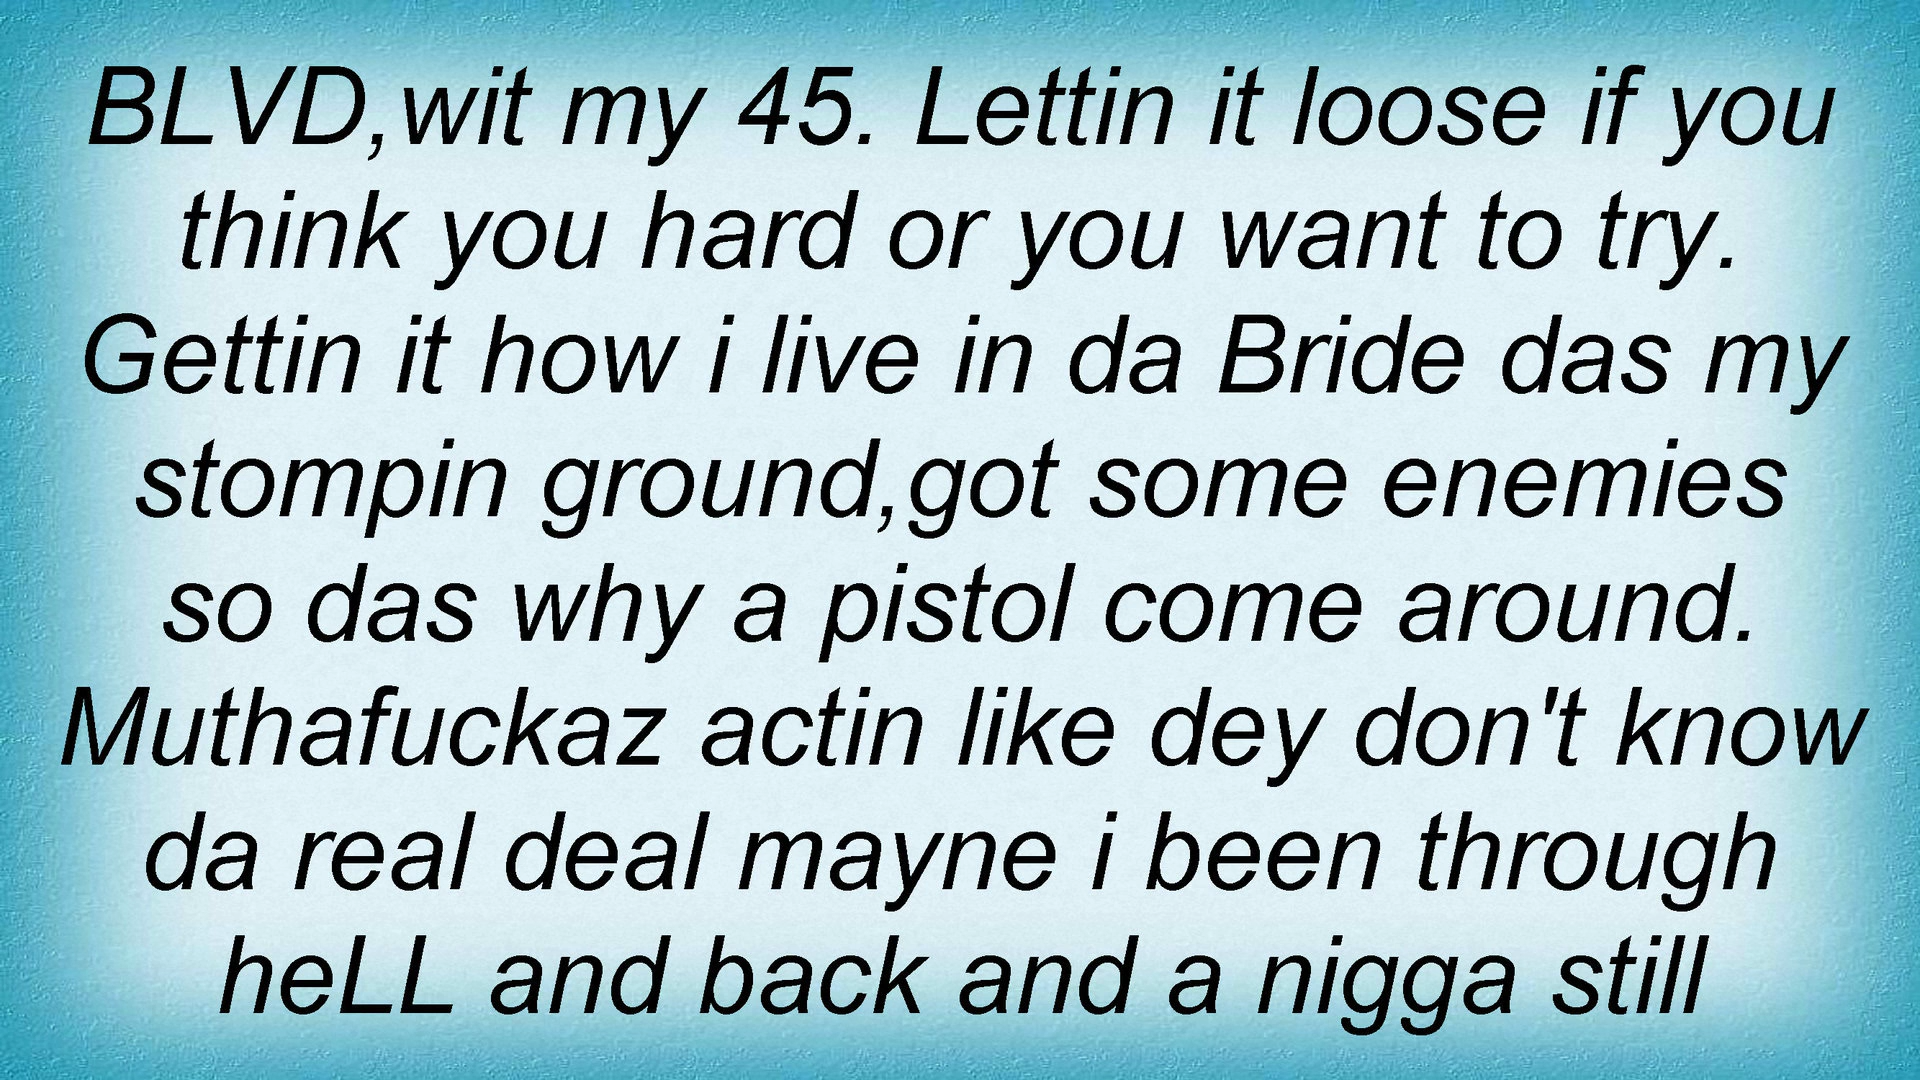 BLVD,wit my 45. Lettin it loose if you
think you hard or you want to try.
Gettin it how i live in da Bride das my
stompin ground,got some enemies
so das why a pistol come around.
Muthafuckaz actin like dey don't know
da real deal mayne i been through
heLL and back and a nigga still